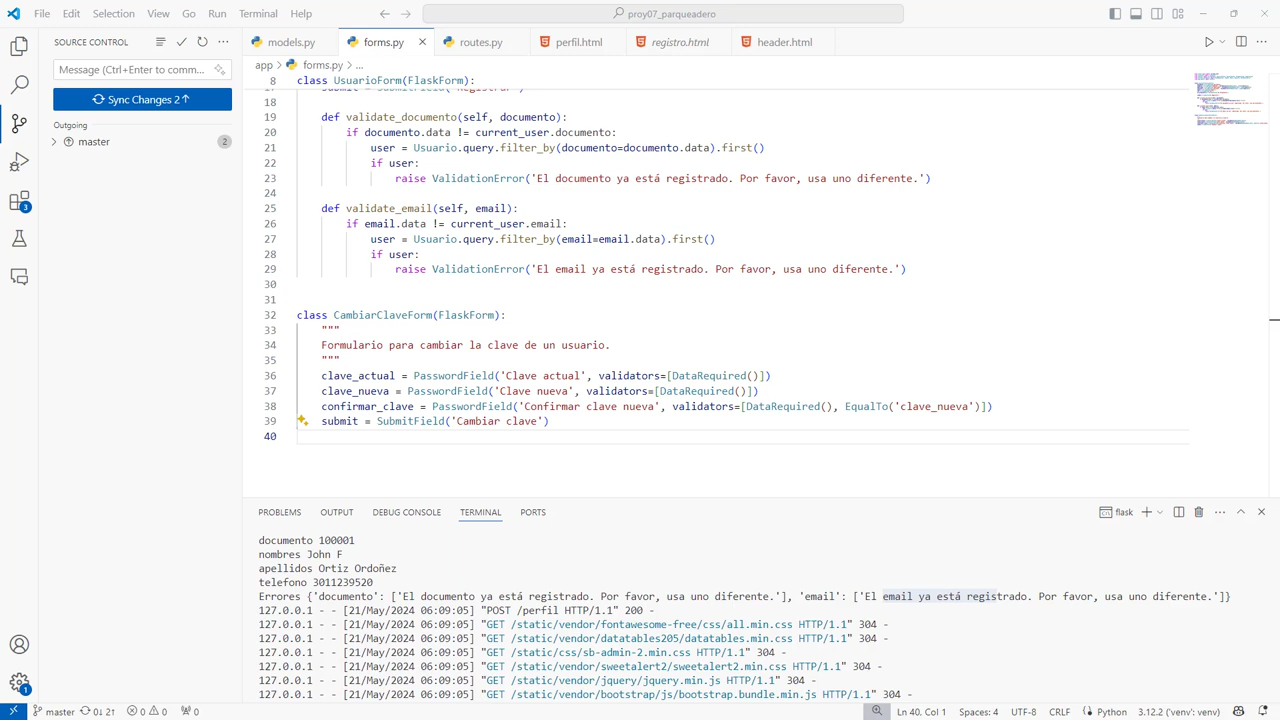 File Edit Selection View Go Run Terminal Help
proy07_parqueadero
SOURCE CONTROL
Message (Ctrl+Enter to comm...
Sync Changes 2↑
Outgoing
master 2
3
1
models.py forms.py routes.py perfil.html registro.html header.html
app > forms.py > ...
8 class UsuarioForm(FlaskForm):
18
19 def validate_documento(self, documento):
20 if documento.data != current_user.documento:
21 user = Usuario.query.filter_by(documento=documento.data).first()
22 if user:
23 raise ValidationError('El documento ya está registrado. Por favor, usa uno diferente.')
24
25 def validate_email(self, email):
26 if email.data != current_user.email:
27 user = Usuario.query.filter_by(email=email.data).first()
28 if user:
29 raise ValidationError('El email ya está registrado. Por favor, usa uno diferente.')
30
31
32 class CambiarClaveForm(FlaskForm):
33 """
34 Formulario para cambiar la clave de un usuario.
35 """
36 clave_actual = PasswordField('Clave actual', validators=[DataRequired()])
37 clave_nueva = PasswordField('Clave nueva', validators=[DataRequired()])
38 confirmar_clave = PasswordField('Confirmar clave nueva', validators=[DataRequired(), EqualTo('clave_nueva')])
39 submit = SubmitField('Cambiar clave')
40
PROBLEMS OUTPUT DEBUG CONSOLE TERMINAL PORTS
flask
documento 100001
nombres John F
apellidos Ortiz Ordoñez
telefono 3011239520
Errores {'documento': ['El documento ya está registrado. Por favor, usa uno diferente.'], 'email': ['El email ya está registrado. Por favor, usa uno diferente.']}
127.0.0.1 - - [21/May/2024 06:09:05] "POST /perfil HTTP/1.1" 200 -
127.0.0.1 - - [21/May/2024 06:09:05] "GET /static/vendor/fontawesome-free/css/all.min.css HTTP/1.1" 304 -
127.0.0.1 - - [21/May/2024 06:09:05] "GET /static/vendor/datatables205/datatables.min.css HTTP/1.1" 304 -
127.0.0.1 - - [21/May/2024 06:09:05] "GET /static/css/sb-admin-2.min.css HTTP/1.1" 304 -
127.0.0.1 - - [21/May/2024 06:09:05] "GET /static/vendor/sweetalert2/sweetalert2.min.css HTTP/1.1" 304 -
127.0.0.1 - - [21/May/2024 06:09:05] "GET /static/vendor/jquery/jquery.min.js HTTP/1.1" 304 -
127.0.0.1 - - [21/May/2024 06:09:05] "GET /static/vendor/bootstrap/js/bootstrap.bundle.min.js HTTP/1.1" 304 -
master 0↓ 2↑ 0 0 0 Ln 40, Col 1 Spaces: 4 UTF-8 CRLF Python 3.12.2 ('venv': venv)